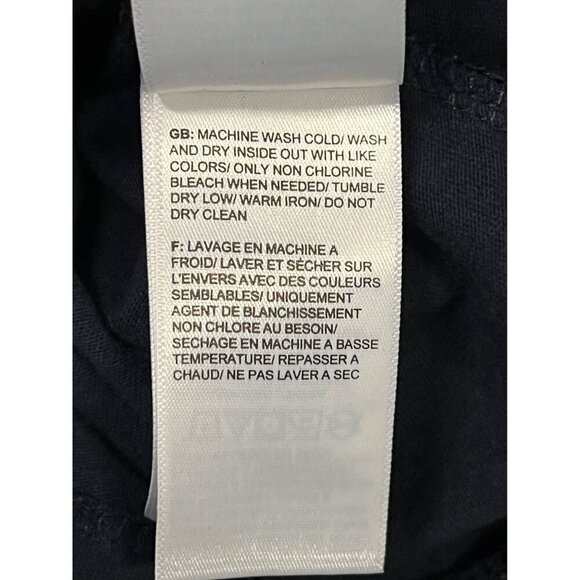 GB: MACHINE WASH COLD/ WASH
AND DRY INSIDE OUT WITH LIKE
COLORS/ ONLY NON CHLORINE
BLEACH WHEN NEEDED/ TUMBLE
DRY LOW/ WARM IRON/ DO NOT
DRY CLEAN
F: LAVAGE EN MACHINE A
FROID/ LAVER ET SÉCHER SUR
L'ENVERS AVEC DES COULEURS
SEMBLABLES/ UNIQUEMENT
AGENT DE BLANCHISSEMENT
NON CHLORE AU BESOIN/
SECHAGE EN MACHINE A BASSE
TEMPERATURE/ REPASSER A
CHAUD/ NE PAS LAVER A SEC